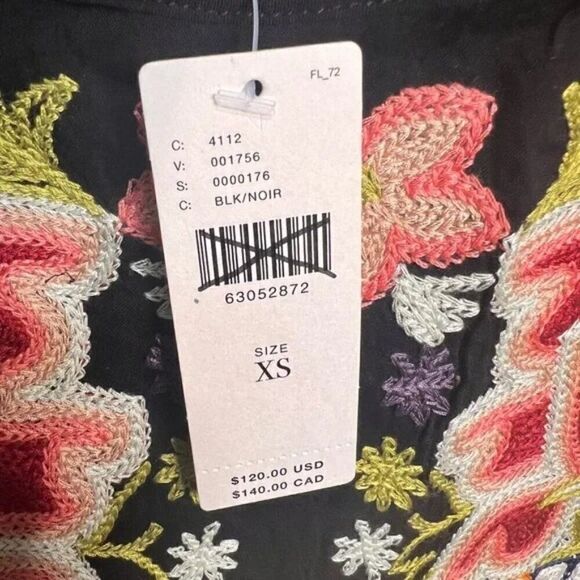 FL_72
C: 4112
V: 001756
S: 0000176
C: BLK/NOIR
63052872
SIZE
XS
$120.00 USD
$140.00 CAD